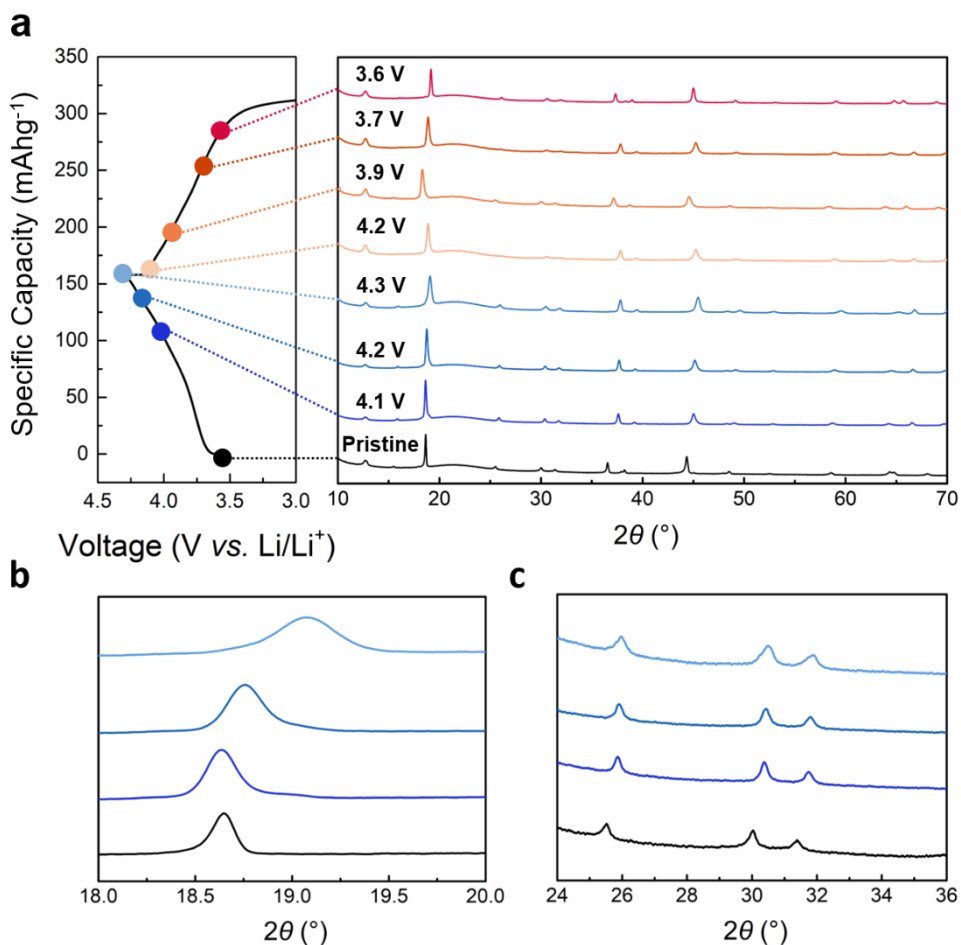 a
Specific Capacity (mAhg⁻¹)
350
300
250
200
150
100
50
0
4.5 4.0 3.5 3.0
Voltage (V vs. Li/Li⁺)
3.6 V
3.7 V
3.9 V
4.2 V
4.3 V
4.2 V
4.1 V
Pristine
10 20 30 40 50 60 70
2θ (°)
b
18.0 18.5 19.0 19.5 20.0
2θ (°)
c
24 26 28 30 32 34 36
2θ (°)